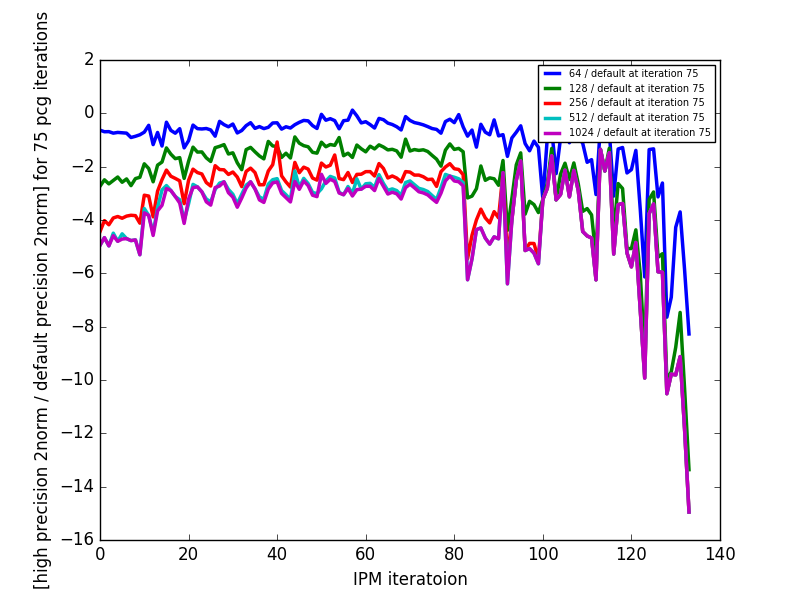 [high precision 2norm / default precision 2norm] for 75 pcg iterations
2
0
−2
−4
−6
−8
−10
−12
−14
−16
64 / default at iteration 75
128 / default at iteration 75
256 / default at iteration 75
512 / default at iteration 75
1024 / default at iteration 75
0 20 40 60 80 100 120 140
IPM iteratoion